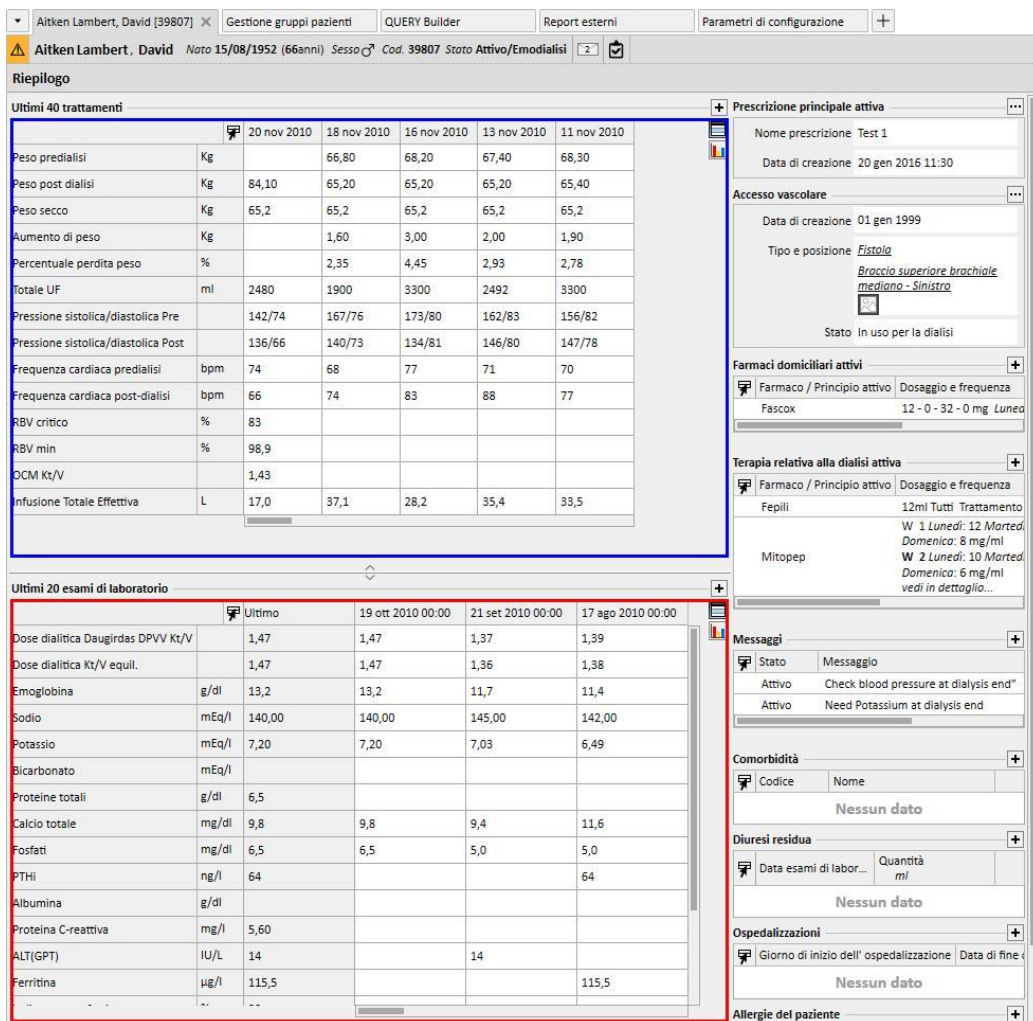 Aitken Lambert, David [39807] Gestione gruppi pazienti QUERY Builder Report esterni Parametri di configurazione
Aitken Lambert, David Nato 15/08/1952 (66anni) Sesso♂ Cod. 39807 Stato Attivo/Emodialisi 2
Riepilogo
Ultimi 40 trattamenti
20 nov 2010 18 nov 2010 16 nov 2010 13 nov 2010 11 nov 2010
Peso predialisi Kg 66,80 68,20 67,40 68,30
Peso post dialisi Kg 84,10 65,20 65,20 65,20 65,40
Peso secco Kg 65,2 65,2 65,2 65,2 65,2
Aumento di peso Kg 1,60 3,00 2,00 1,90
Percentuale perdita peso % 2,35 4,45 2,93 2,78
Totale UF ml 2480 1900 3300 2492 3300
Pressione sistolica/diastolica Pre 142/74 167/76 173/80 162/83 156/82
Pressione sistolica/diastolica Post 136/66 140/73 134/81 146/80 147/78
Frequenza cardiaca predialisi bpm 74 68 77 71 70
Frequenza cardiaca post-dialisi bpm 66 74 83 88 77
RBV critico % 83
RBV min % 98,9
OCM Kt/V 1,43
Infusione Totale Effettiva L 17,0 37,1 28,2 35,4 33,5
Ultimi 20 esami di laboratorio
Ultimo 19 ott 2010 00:00 21 set 2010 00:00 17 ago 2010 00:00
Dose dialitica Daugirdas DPVV Kt/V 1,47 1,47 1,37 1,39
Dose dialitica Kt/V equil. 1,47 1,47 1,36 1,38
Emoglobina g/dl 13,2 13,2 11,7 11,4
Sodio mEq/l 140,00 140,00 145,00 142,00
Potassio mEq/l 7,20 7,20 7,03 6,49
Bicarbonato mEq/l
Proteine totali g/dl 6,5
Calcio totale mg/dl 9,8 9,8 9,4 11,6
Fosfati mg/dl 6,5 6,5 5,0 5,0
PTHi ng/l 64 64
Albumina g/dl
Proteina C-reattiva mg/l 5,60
ALT(GPT) IU/L 14 14
Ferritina µg/l 115,5 115,5
Prescrizione principale attiva
Nome prescrizione Test 1
Data di creazione 20 gen 2016 11:30
Accesso vascolare
Data di creazione 01 gen 1999
Tipo e posizione Fistola
Braccio superiore brachiale
mediano - Sinistro
Stato In uso per la dialisi
Farmaci domiciliari attivi
Farmaco / Principio attivo Dosaggio e frequenza
Fascox 12 - 0 - 32 - 0 mg Luned
Terapia relativa alla dialisi attiva
Farmaco / Principio attivo Dosaggio e frequenza
Fepili 12ml Tutti Trattamento
W 1 Lunedì: 12 Martedì
Domenica: 8 mg/ml
Mitopep W 2 Lunedì: 10 Martedì
Domenica: 6 mg/ml
vedi in dettaglio...
Messaggi
Stato Messaggio
Attivo Check blood pressure at dialysis end"
Attivo Need Potassium at dialysis end
Comorbidità
Codice Nome
Nessun dato
Diuresi residua
Data esami di labor... Quantità
ml
Nessun dato
Ospedalizzazioni
Giorno di inizio dell' ospedalizzazione Data di fine
Nessun dato
Allergie del paziente